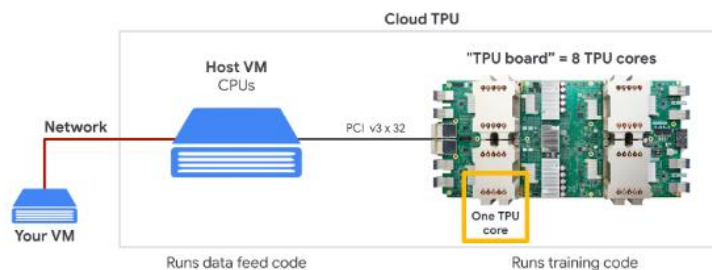 Cloud TPU
Host VM
CPUs
"TPU board" = 8 TPU cores
Network
PCI v3 x 32
Your VM
One TPU
core
Runs data feed code
Runs training code